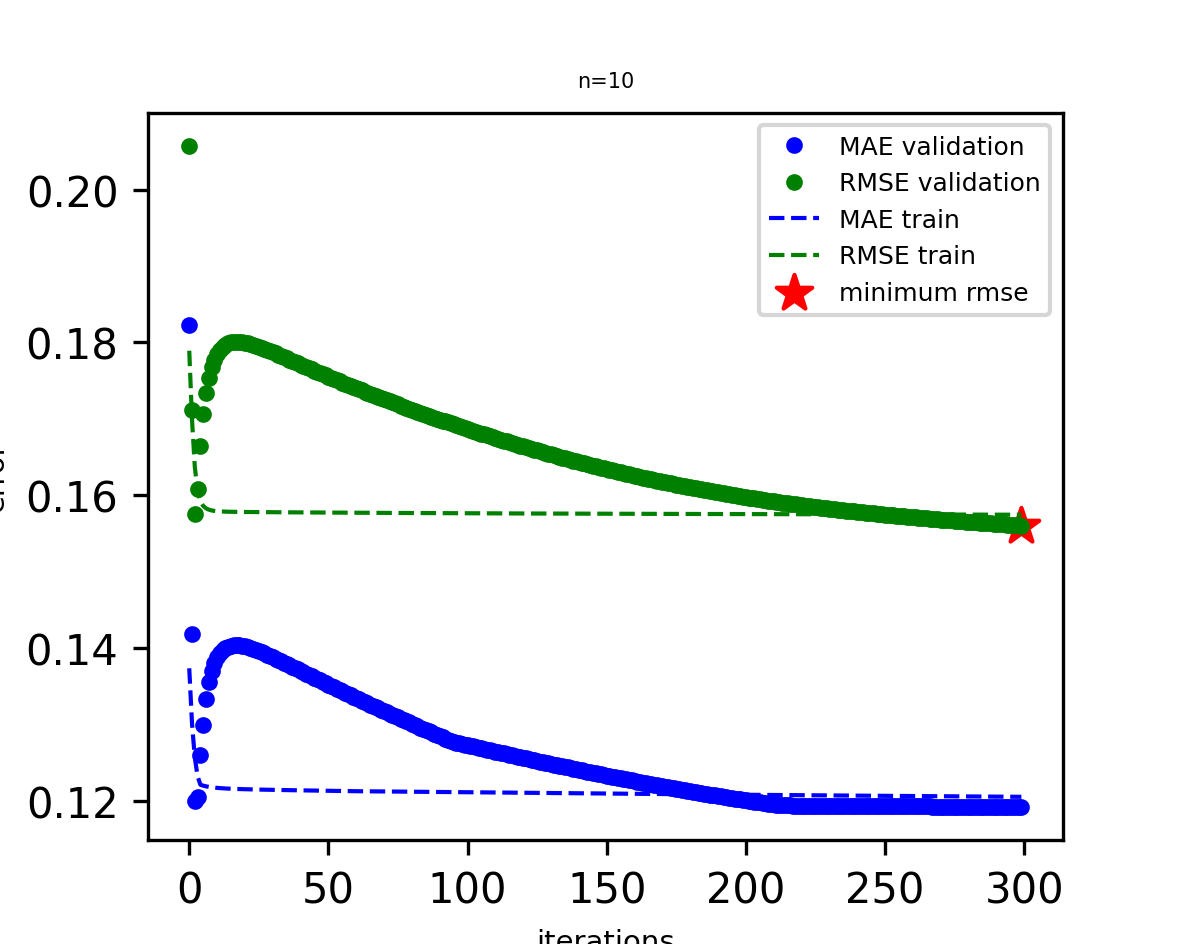 n=10
0.20
0.18
0.16
0.14
0.12
MAE validation
RMSE validation
MAE train
RMSE train
minimum rmse
0 50 100 150 200 250 300
iterations